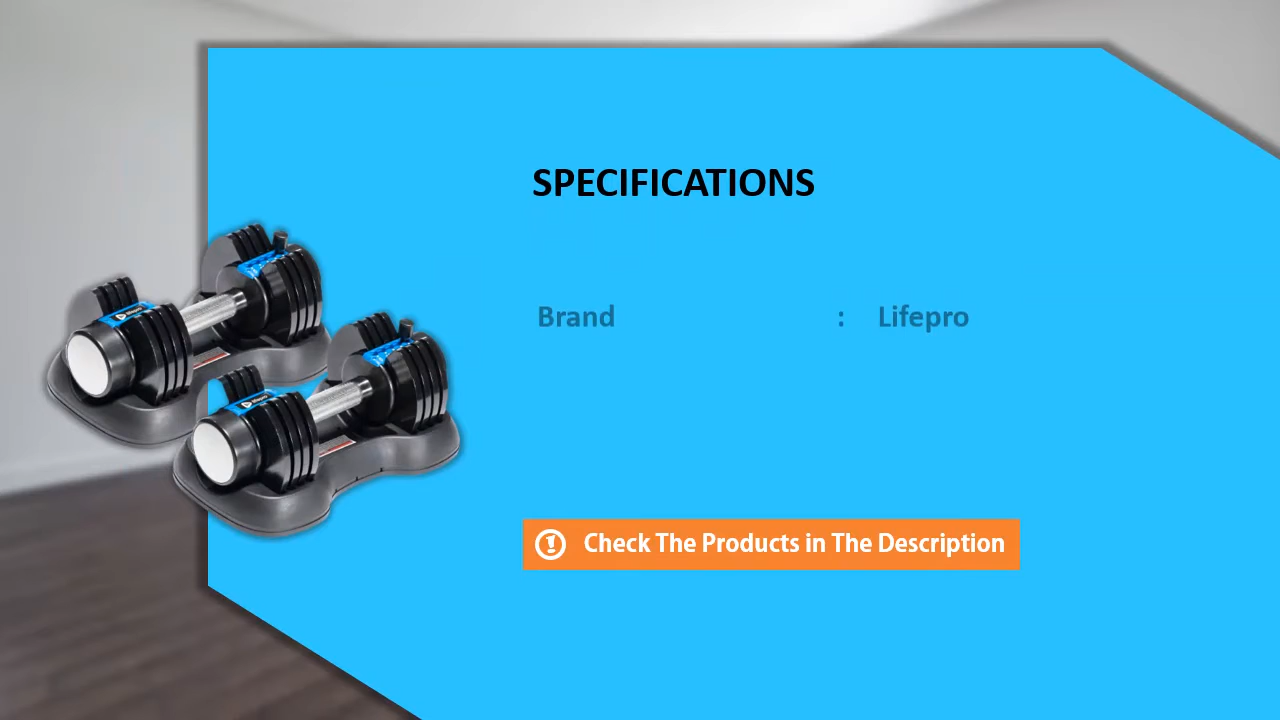 SPECIFICATIONS
Brand : Lifepro
Check The Products in The Description